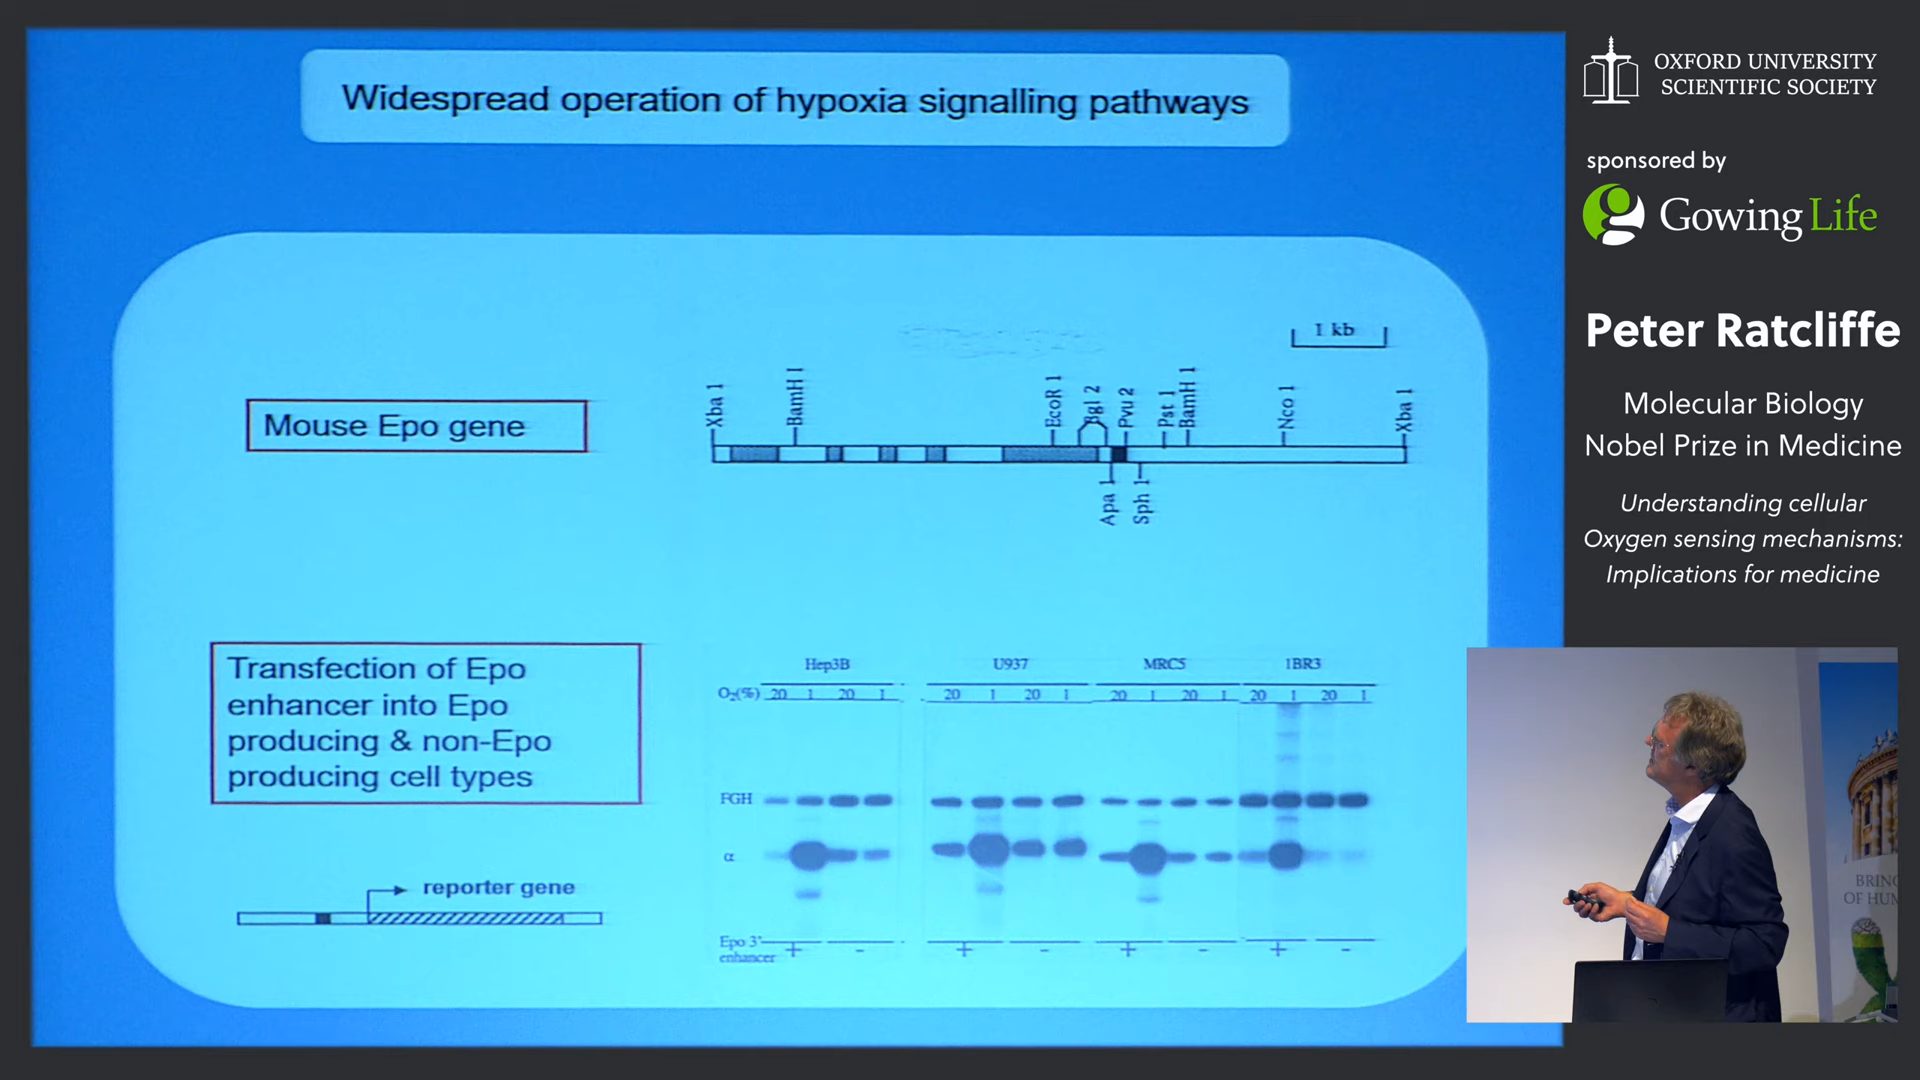 Widespread operation of hypoxia signalling pathways
1 kb
Xba 1
BamH I
EcoR 1
Bgl 2
Pvu 2
Pst 1
BamH 1
Nco 1
Xba 1
Mouse Epo gene
Apa 1
Sph 1
Transfection of Epo
enhancer into Epo
producing & non-Epo
producing cell types
Hep3B U937 MRC5 1BR3
O₂(%) 20 1 20 1 20 1 20 1 20 1 20 1 20 1 20 1
FGH
α
reporter gene
Epo 3'
enhancer + - + - + - + -
OXFORD UNIVERSITY
SCIENTIFIC SOCIETY
sponsored by
Gowing Life
Peter Ratcliffe
Molecular Biology
Nobel Prize in Medicine
Understanding cellular
Oxygen sensing mechanisms:
Implications for medicine
OF HUM